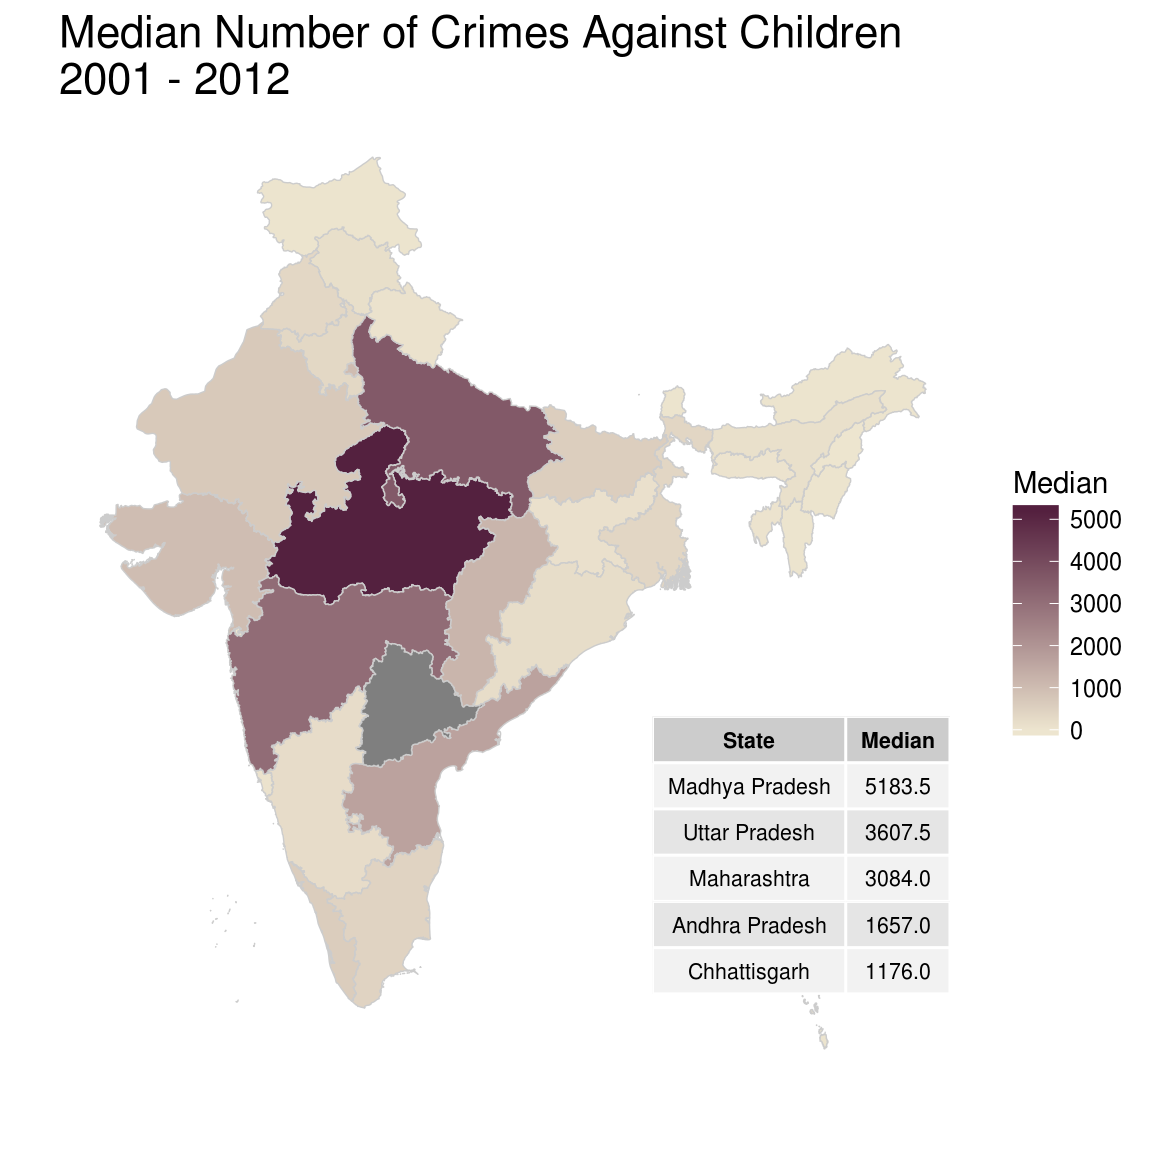 Median Number of Crimes Against Children
2001 - 2012
Median
5000
4000
3000
2000
1000
0
State Median
Madhya Pradesh 5183.5
Uttar Pradesh 3607.5
Maharashtra 3084.0
Andhra Pradesh 1657.0
Chhattisgarh 1176.0